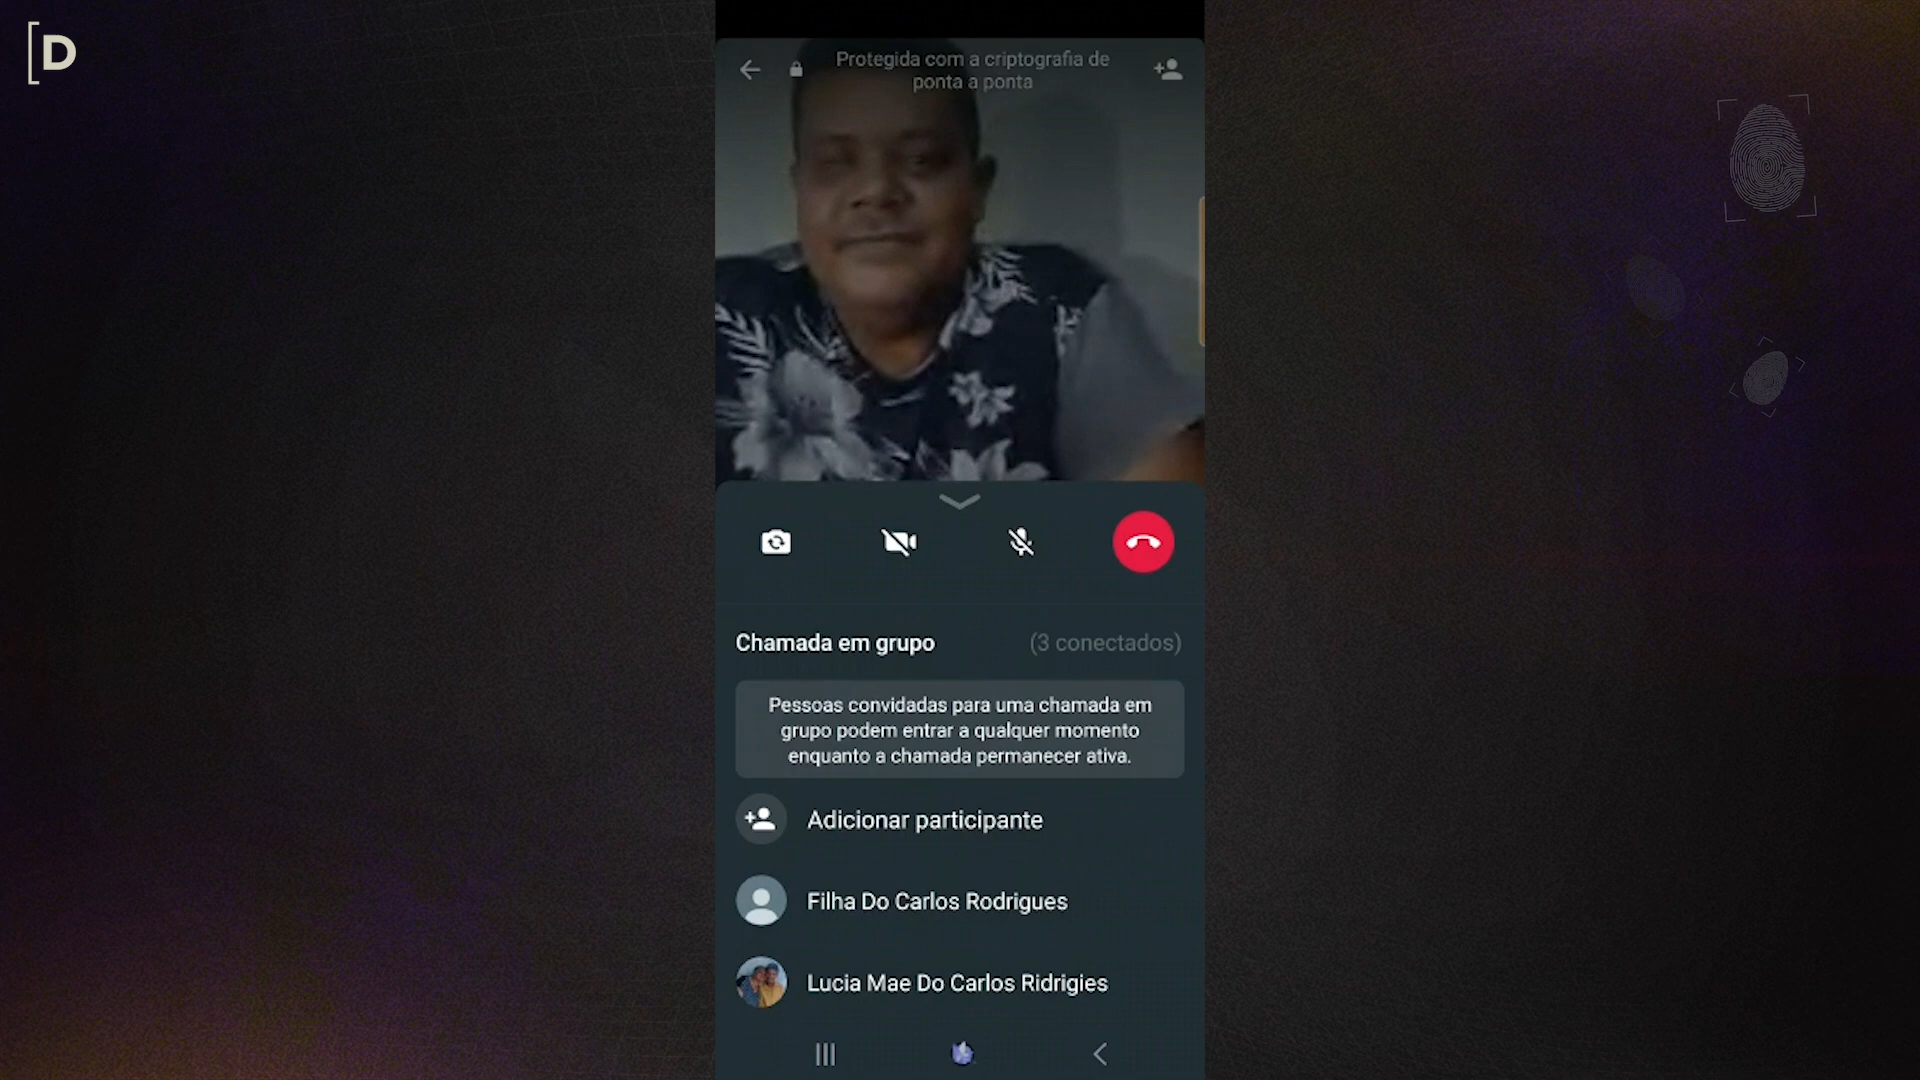 [D
Protegida com a criptografia de
ponta a ponta
Chamada em grupo (3 conectados)
Pessoas convidadas para uma chamada em
grupo podem entrar a qualquer momento
enquanto a chamada permanecer ativa.
Adicionar participante
Filha Do Carlos Rodrigues
Lucia Mae Do Carlos Ridrigies